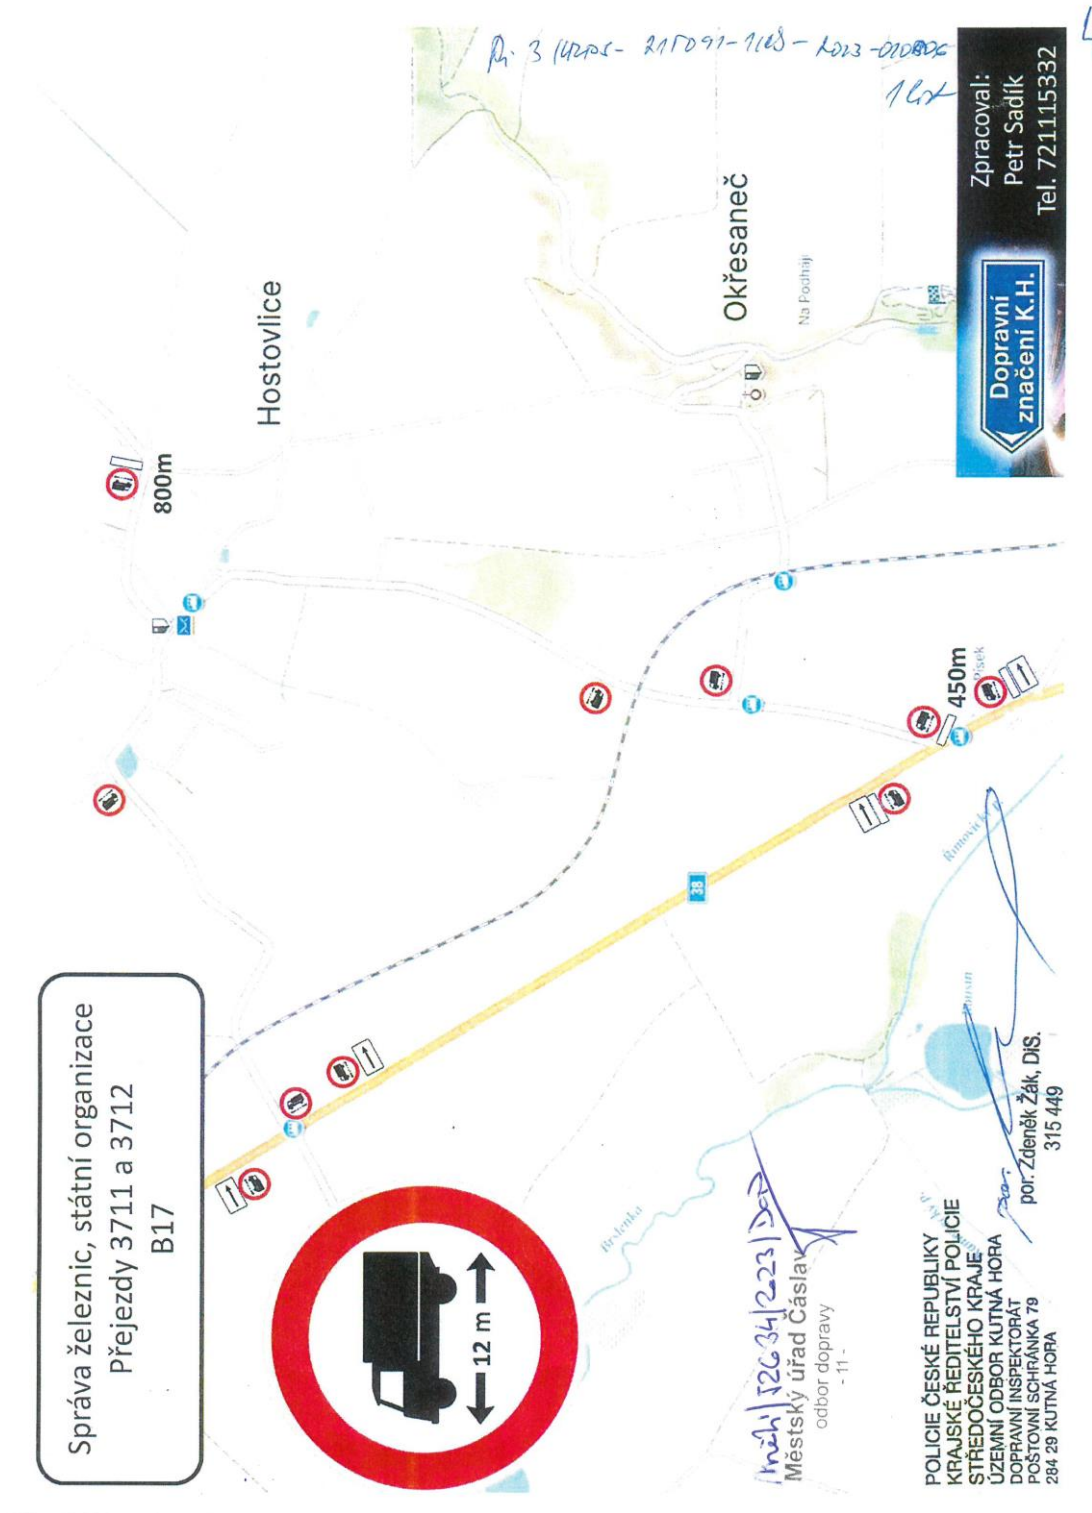 Správa železnic, státní organizace
Přejezdy 3711 a 3712
B17
12 m
800m
Hostovlice
Okřesaneč
Na Podháji
38
450m
Písek
Brslenka
Zpracoval:
Petr Sadík
Tel. 721115332
Dopravní
značení K.H.
1 list
Městský úřad Čáslav
odbor dopravy
- 11 -
POLICIE ČESKÉ REPUBLIKY
KRAJSKÉ ŘEDITELSTVÍ POLICIE
STŘEDOČESKÉHO KRAJE
ÚZEMNÍ ODBOR KUTNÁ HORA
DOPRAVNÍ INSPEKTORÁT
POŠTOVNÍ SCHRÁNKA 79
284 29 KUTNÁ HORA
por. Zdeněk Žák, DiS.
315 449